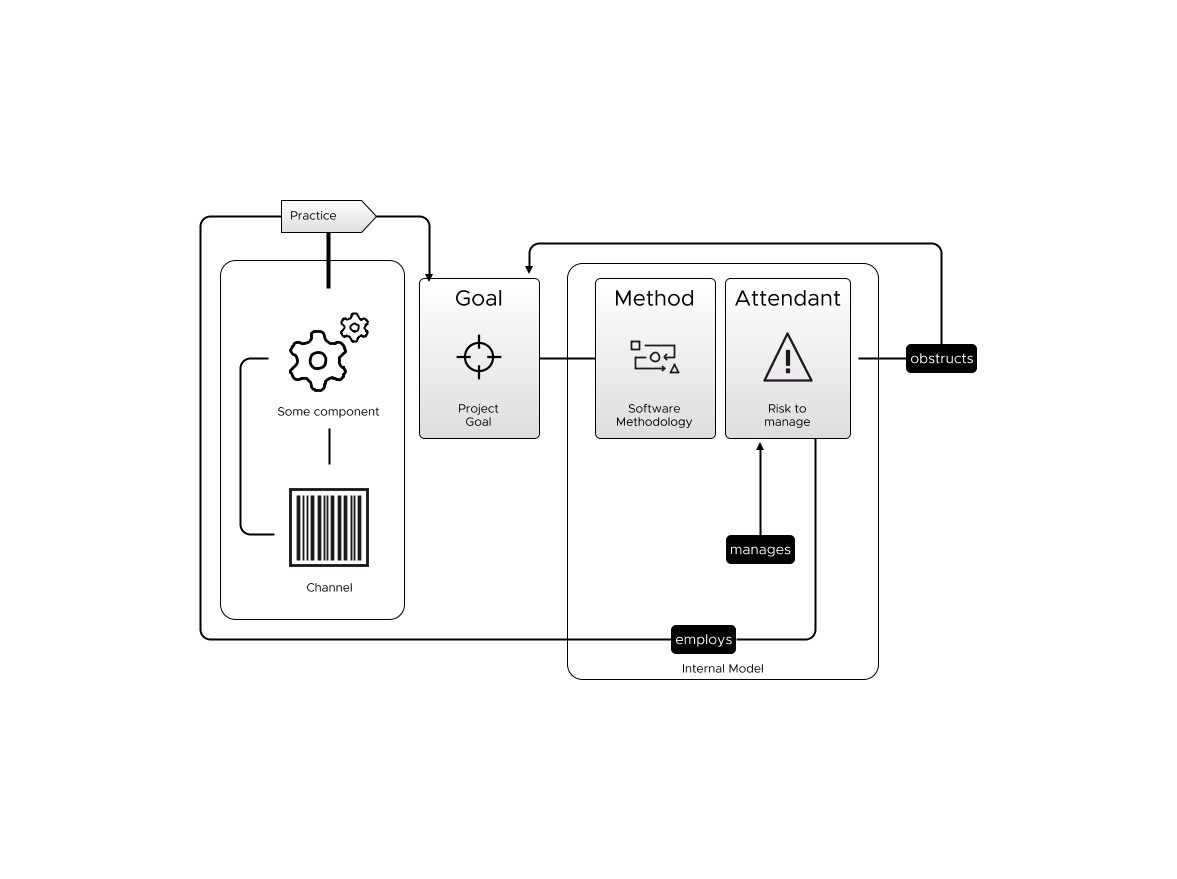 Practice
Goal
Method
Attendant
obstructs
Project
Goal
Software
Methodology
Risk to
manage
Some component
manages
Channel
employs
Internal Model